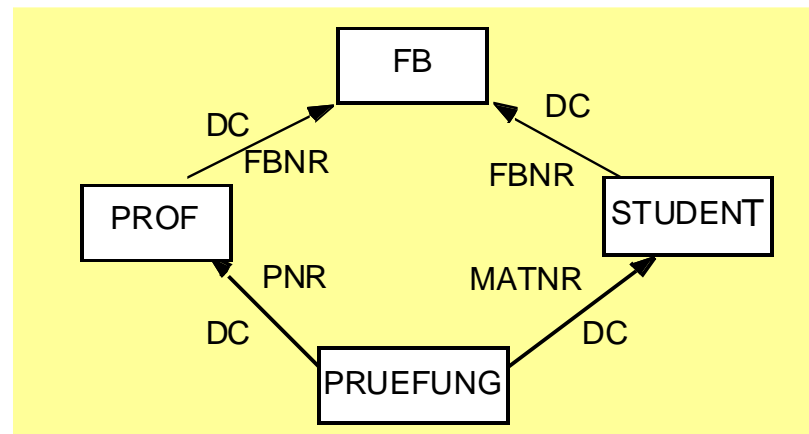 FB
DC
DC
FBNR
FBNR
PROF
STUDENT
PNR
MATNR
DC
DC
PRUEFUNG